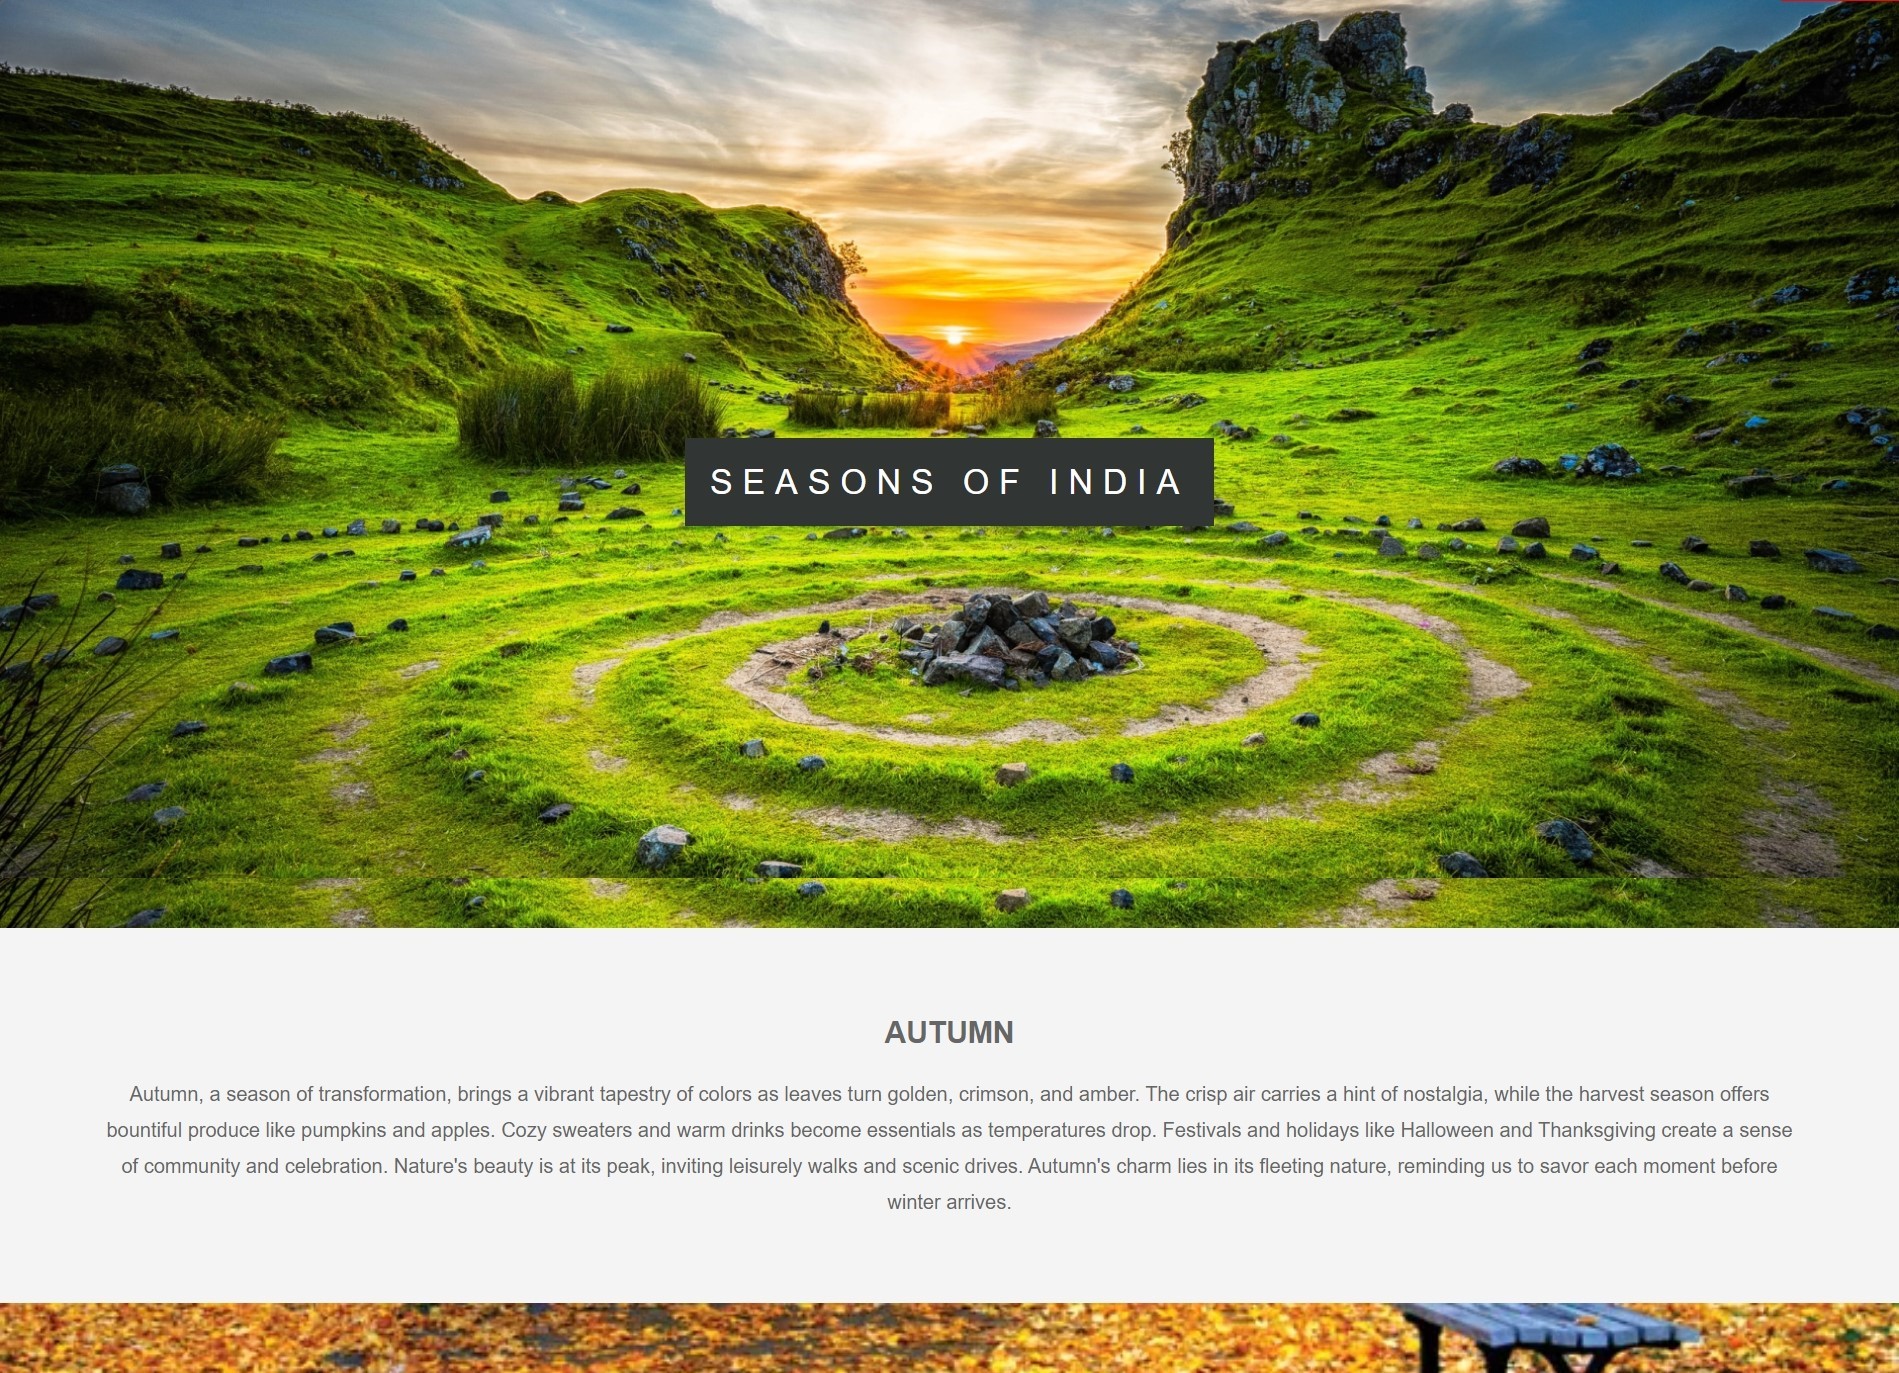 SEASONS OF INDIA
AUTUMN
Autumn, a season of transformation, brings a vibrant tapestry of colors as leaves turn golden, crimson, and amber. The crisp air carries a hint of nostalgia, while the harvest season offers
bountiful produce like pumpkins and apples. Cozy sweaters and warm drinks become essentials as temperatures drop. Festivals and holidays like Halloween and Thanksgiving create a sense
of community and celebration. Nature's beauty is at its peak, inviting leisurely walks and scenic drives. Autumn's charm lies in its fleeting nature, reminding us to savor each moment before
winter arrives.